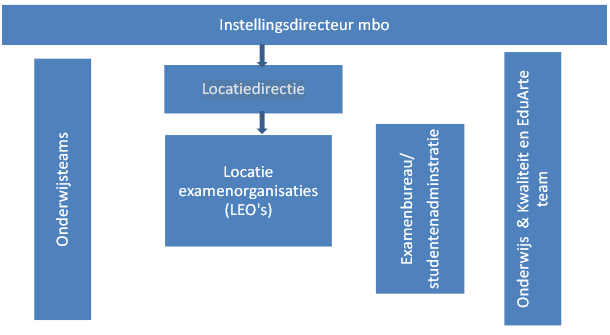 Instellingsdirecteur mbo
Locatiedirectie
Onderwijsteams
Locatie
examenorganisaties
(LEO's)
Examenbureau/
studentenadminstratie
Onderwijs & Kwaliteit en EduArte
team